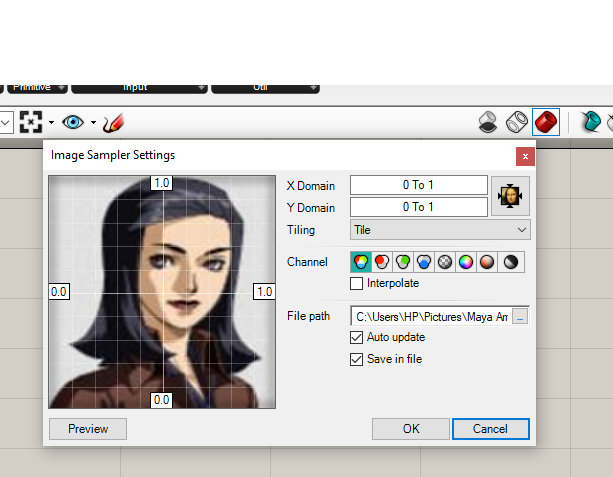 Primitive
Input
Util
Image Sampler Settings
x
1.0
0.0
1.0
0.0
X Domain
0 To 1
Y Domain
0 To 1
Tiling
Tile
Channel
Interpolate
File path
C:\Users\HP\Pictures\Maya Am
...
Auto update
Save in file
Preview
OK
Cancel